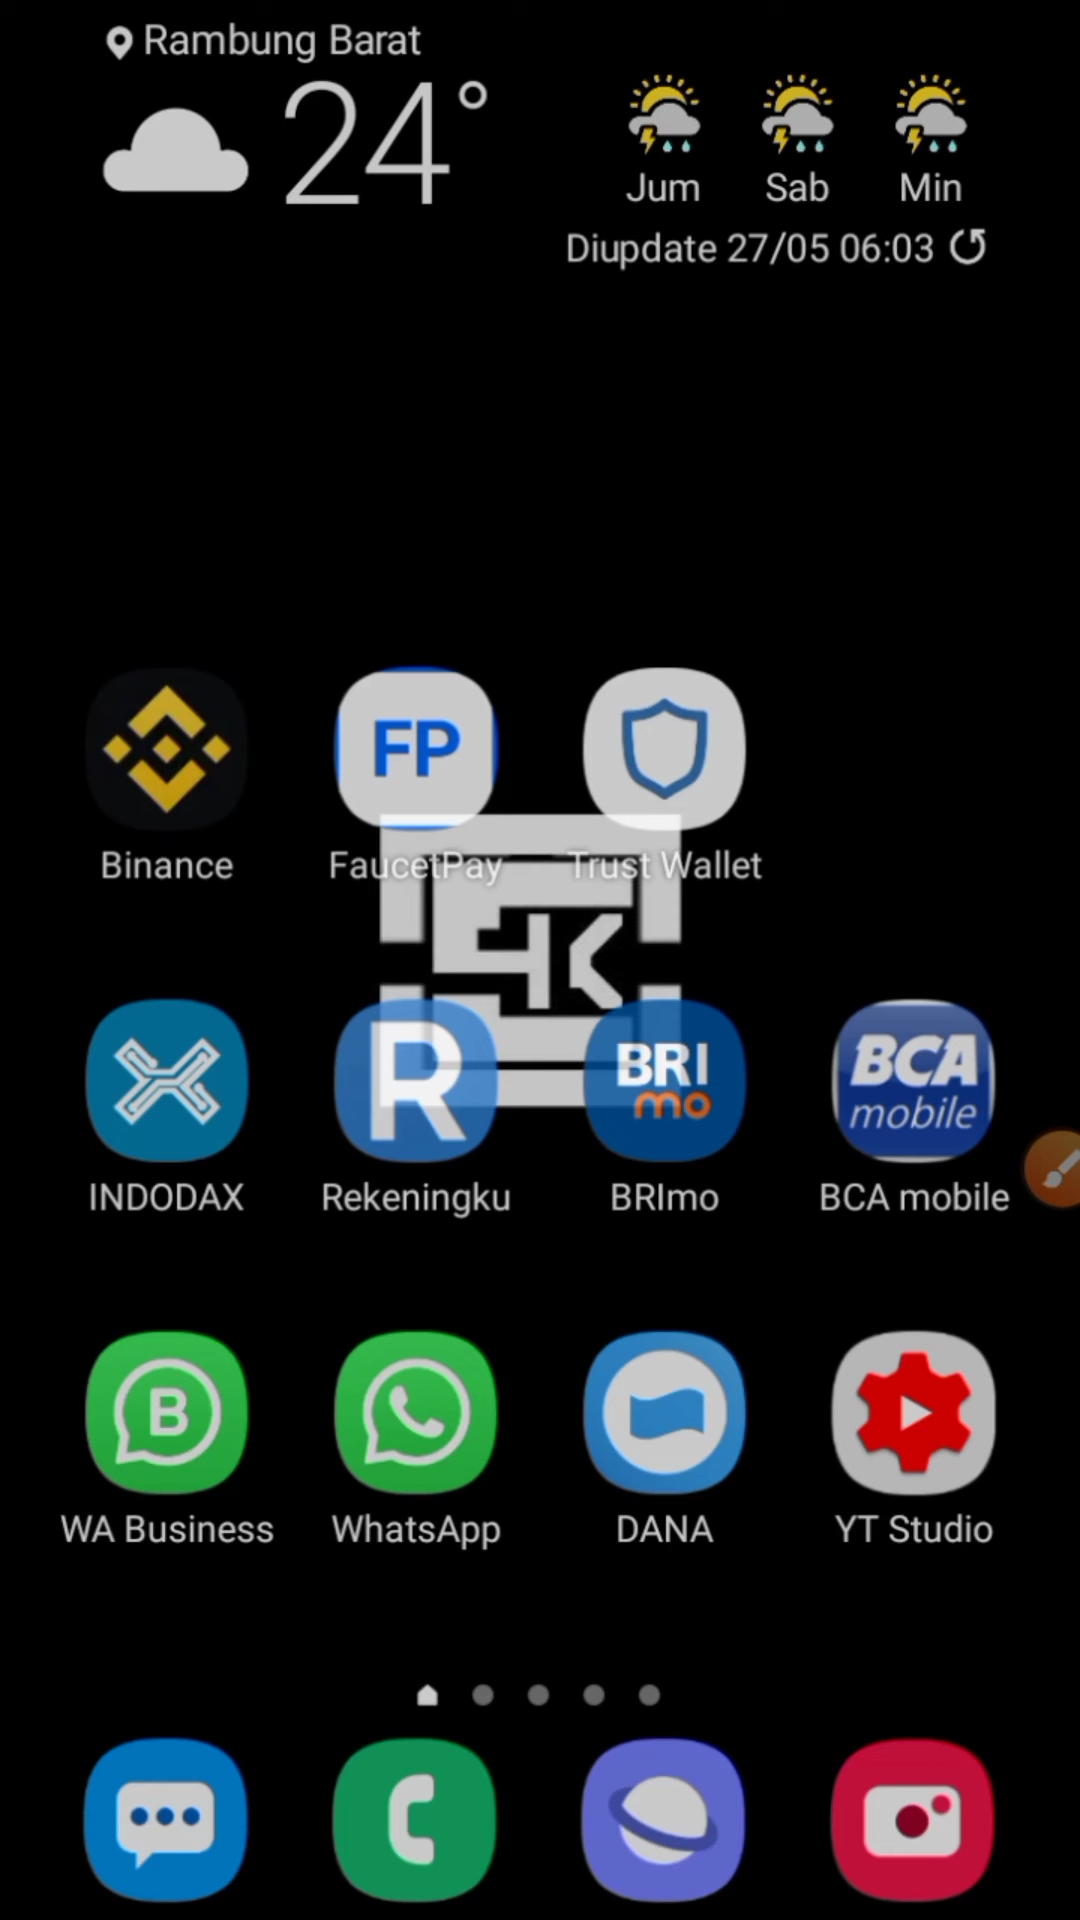 Rambung Barat
24°
Jum Sab Min
Diupdate 27/05 06:03
FP
Binance FaucetPay Trust Wallet
R BRI mo BCA mobile
INDODAX Rekeningku BRImo BCA mobile
B
WA Business WhatsApp DANA YT Studio